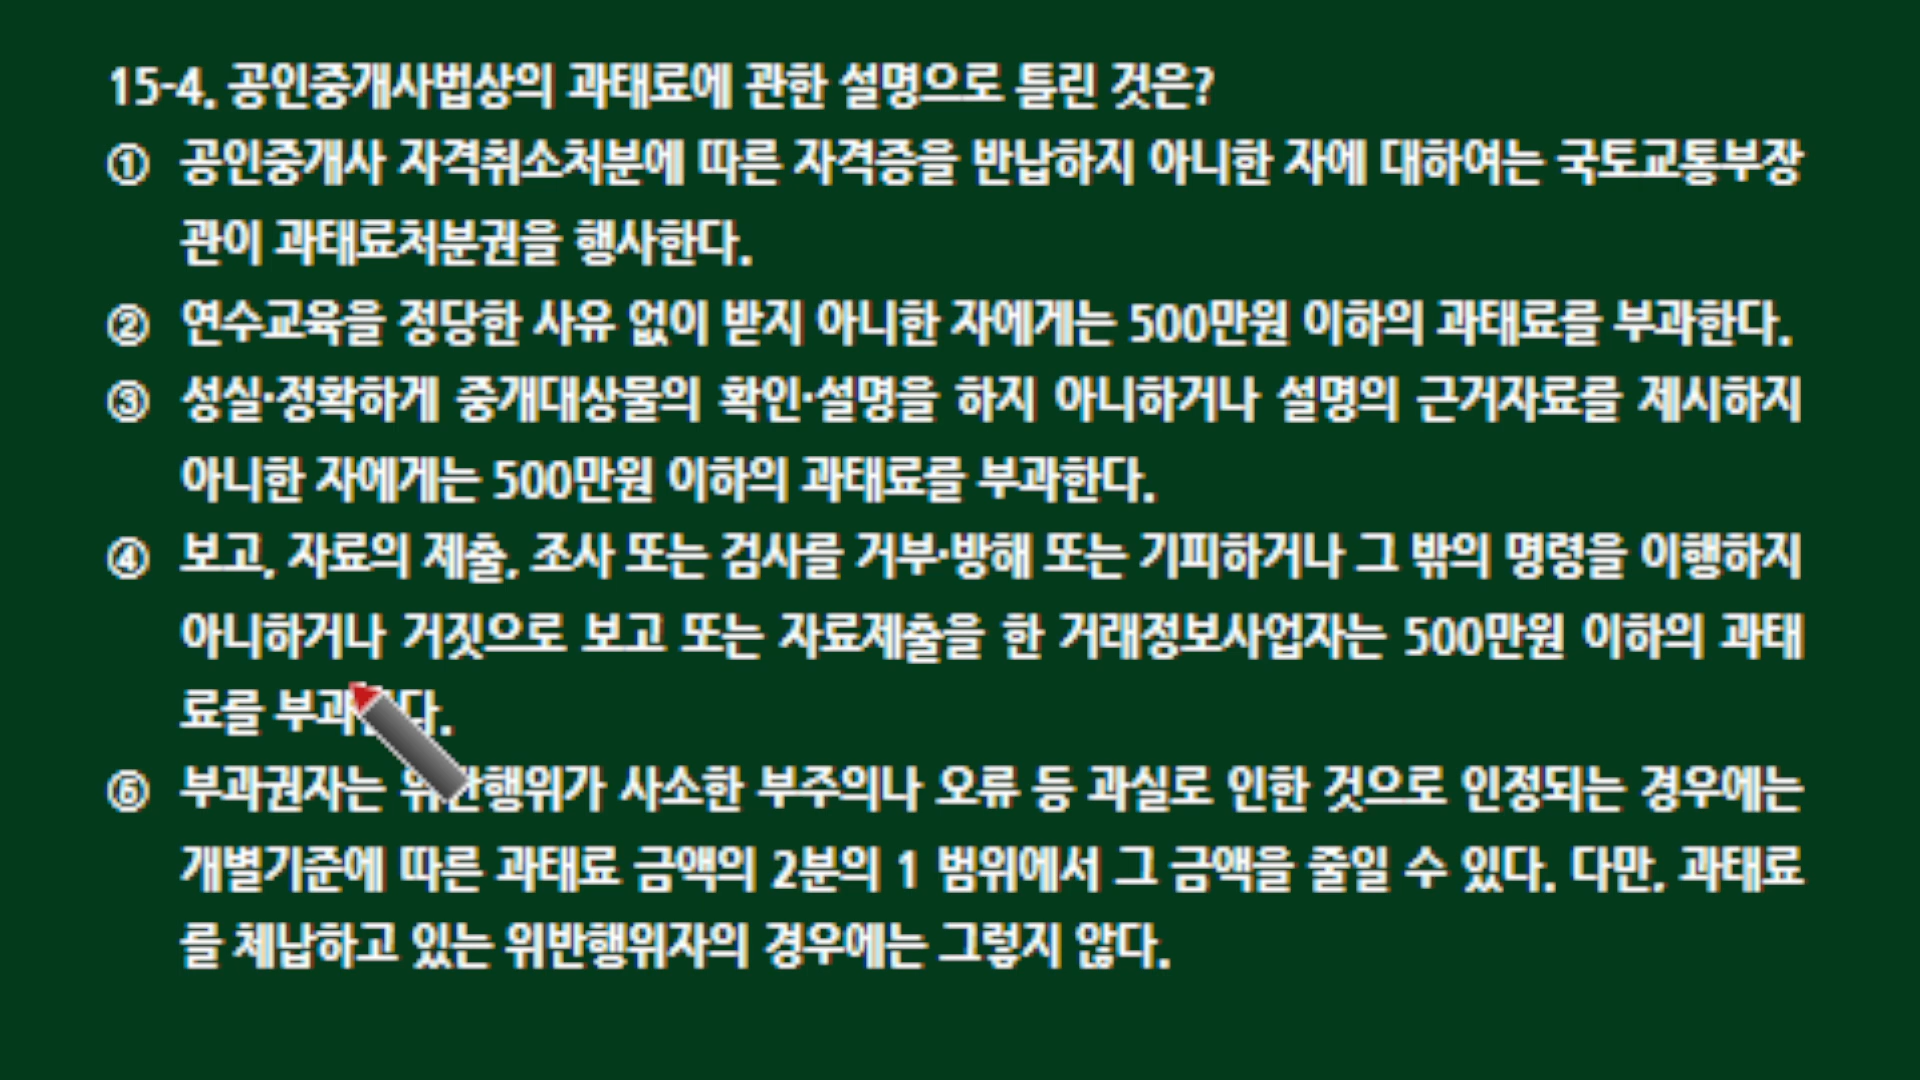 15-4. 공인중개사법상의 과태료에 관한 설명으로 틀린 것은?
① 공인중개사 자격취소처분에 따른 자격증을 반납하지 아니한 자에 대하여는 국토교통부장
관이 과태료처분권을 행사한다.
② 연수교육을 정당한 사유 없이 받지 아니한 자에게는 500만원 이하의 과태료를 부과한다.
③ 성실·정확하게 중개대상물의 확인·설명을 하지 아니하거나 설명의 근거자료를 제시하지
아니한 자에게는 500만원 이하의 과태료를 부과한다.
④ 보고, 자료의 제출, 조사 또는 검사를 거부·방해 또는 기피하거나 그 밖의 명령을 이행하지
아니하거나 거짓으로 보고 또는 자료제출을 한 거래정보사업자는 500만원 이하의 과태
료를 부과한다.
⑤ 부과권자는 위반행위가 사소한 부주의나 오류 등 과실로 인한 것으로 인정되는 경우에는
개별기준에 따른 과태료 금액의 2분의 1 범위에서 그 금액을 줄일 수 있다. 다만, 과태료
를 체납하고 있는 위반행위자의 경우에는 그렇지 않다.